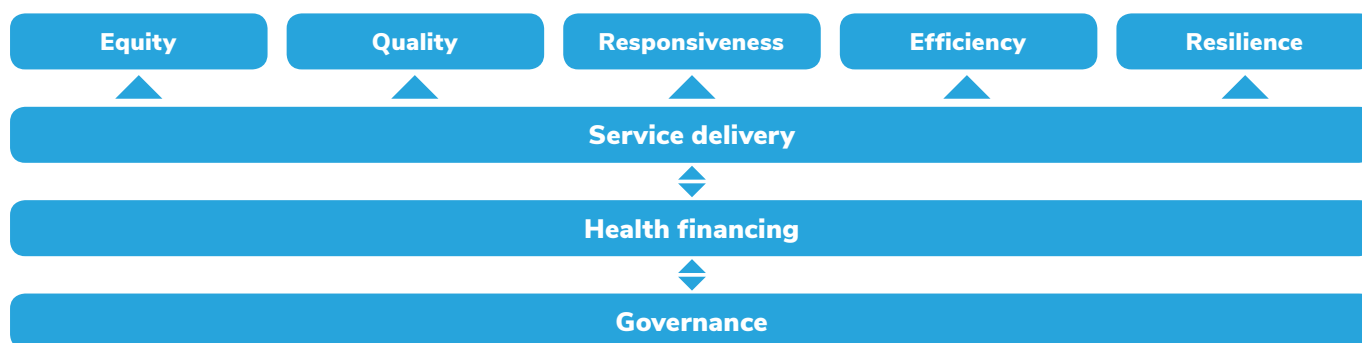 Equity
Quality
Responsiveness
Efficiency
Resilience
Service delivery
Health financing
Governance